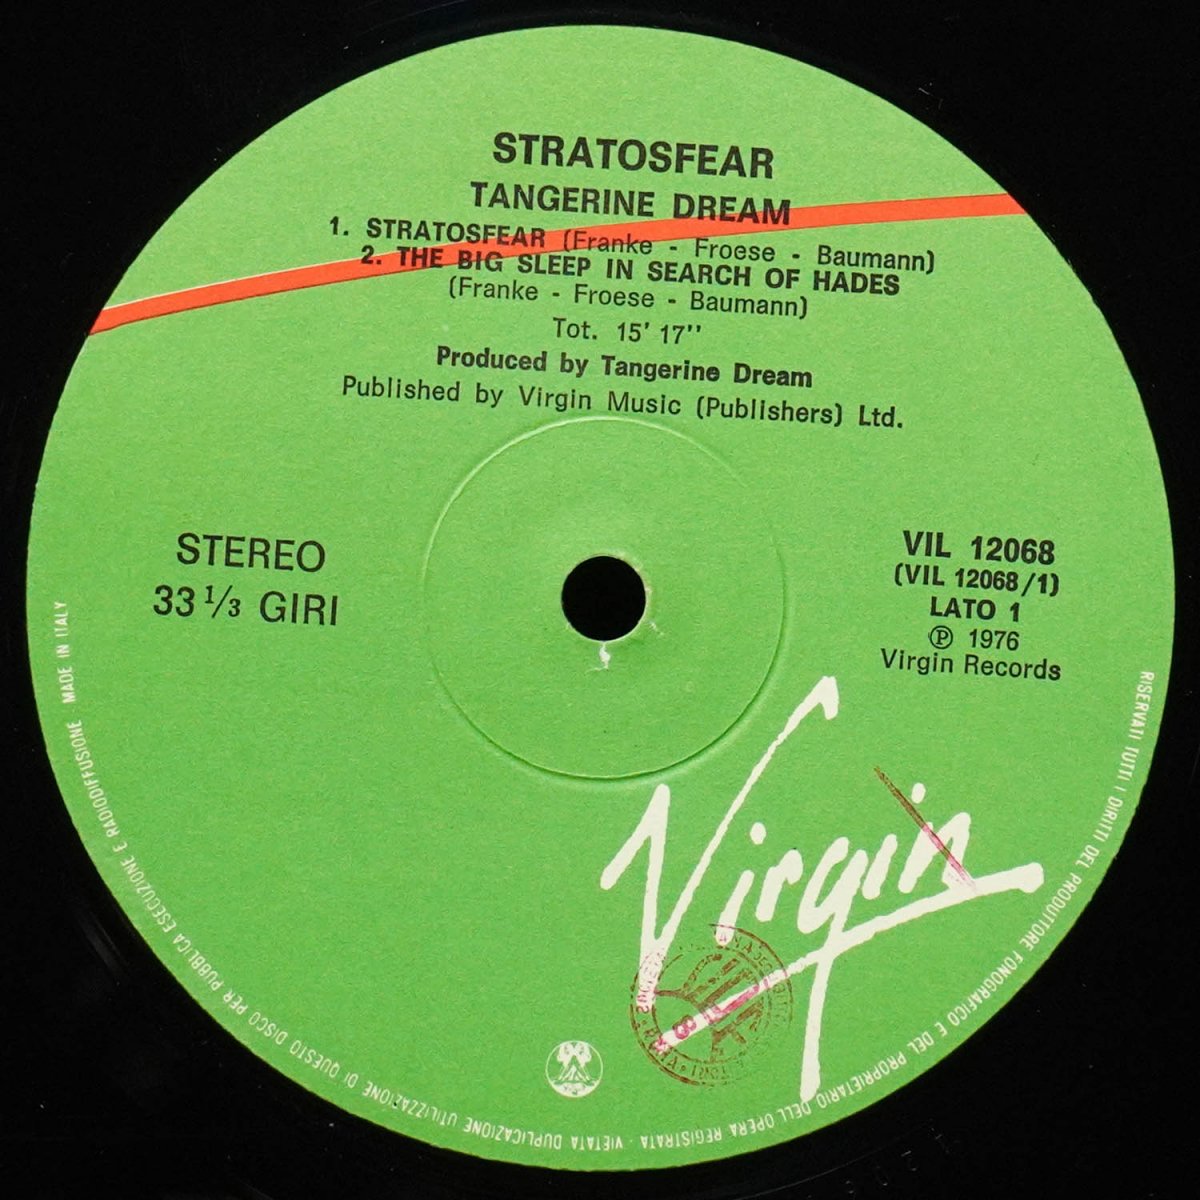 STRATOSFEAR
TANGERINE DREAM
1. STRATOSFEAR (Franke - Froese - Baumann)
2. THE BIG SLEEP IN SEARCH OF HADES
(Franke - Froese - Baumann)
Tot. 15' 17''
Produced by Tangerine Dream
Published by Virgin Music (Publishers) Ltd.
STEREO
33 1/3 GIRI
VIL 12068
(VIL 12068/1)
LATO 1
Ⓟ 1976
Virgin Records
Virgin
RISERVATI TUTTI I DIRITTI DEL PRODUTTORE FONOGRAFICO E DEL PROPRIETARIO DELL'OPERA REGISTRATA - VIETATA DUPLICAZIONE UTILIZZAZIONE DI QUESTO DISCO PER PUBBLICA ESECUZIONE E RADIODIFFUSIONE MADE IN ITALY
ROMA
8